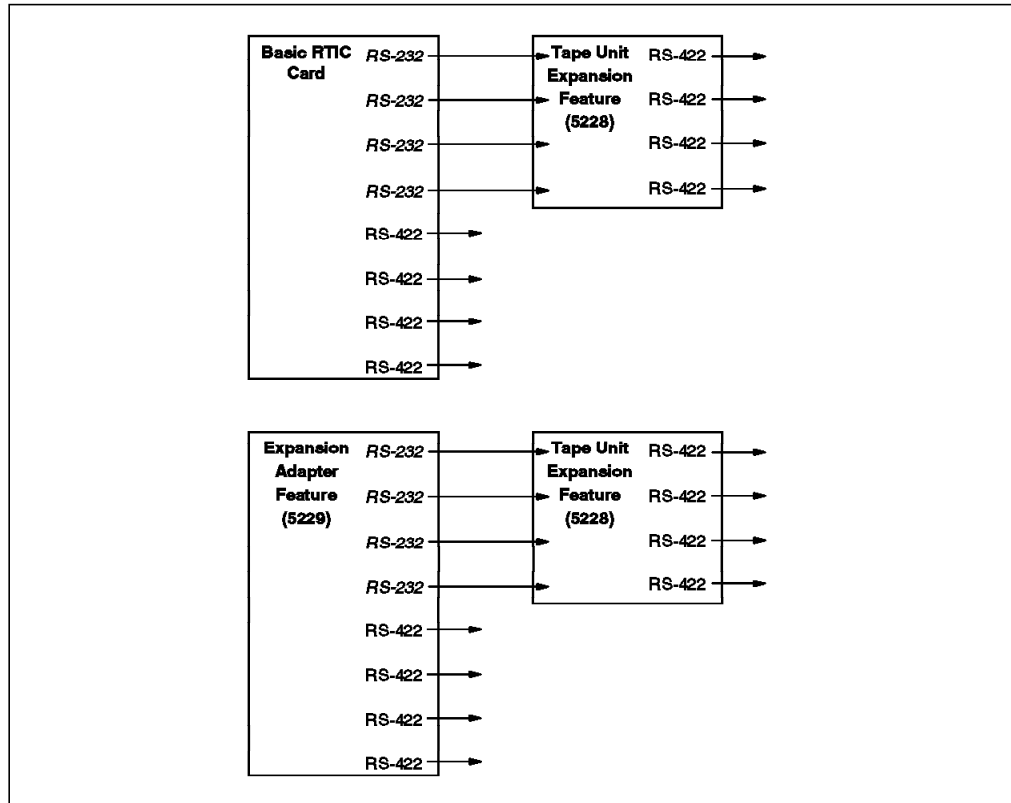 Basic RTIC
Card
RS-232
RS-232
RS-232
RS-232
RS-422
RS-422
RS-422
RS-422
Tape Unit
Expansion
Feature
(5228)
RS-422
RS-422
RS-422
RS-422
Expansion
Adapter
Feature
(5229)
RS-232
RS-232
RS-232
RS-232
RS-422
RS-422
RS-422
RS-422
Tape Unit
Expansion
Feature
(5228)
RS-422
RS-422
RS-422
RS-422